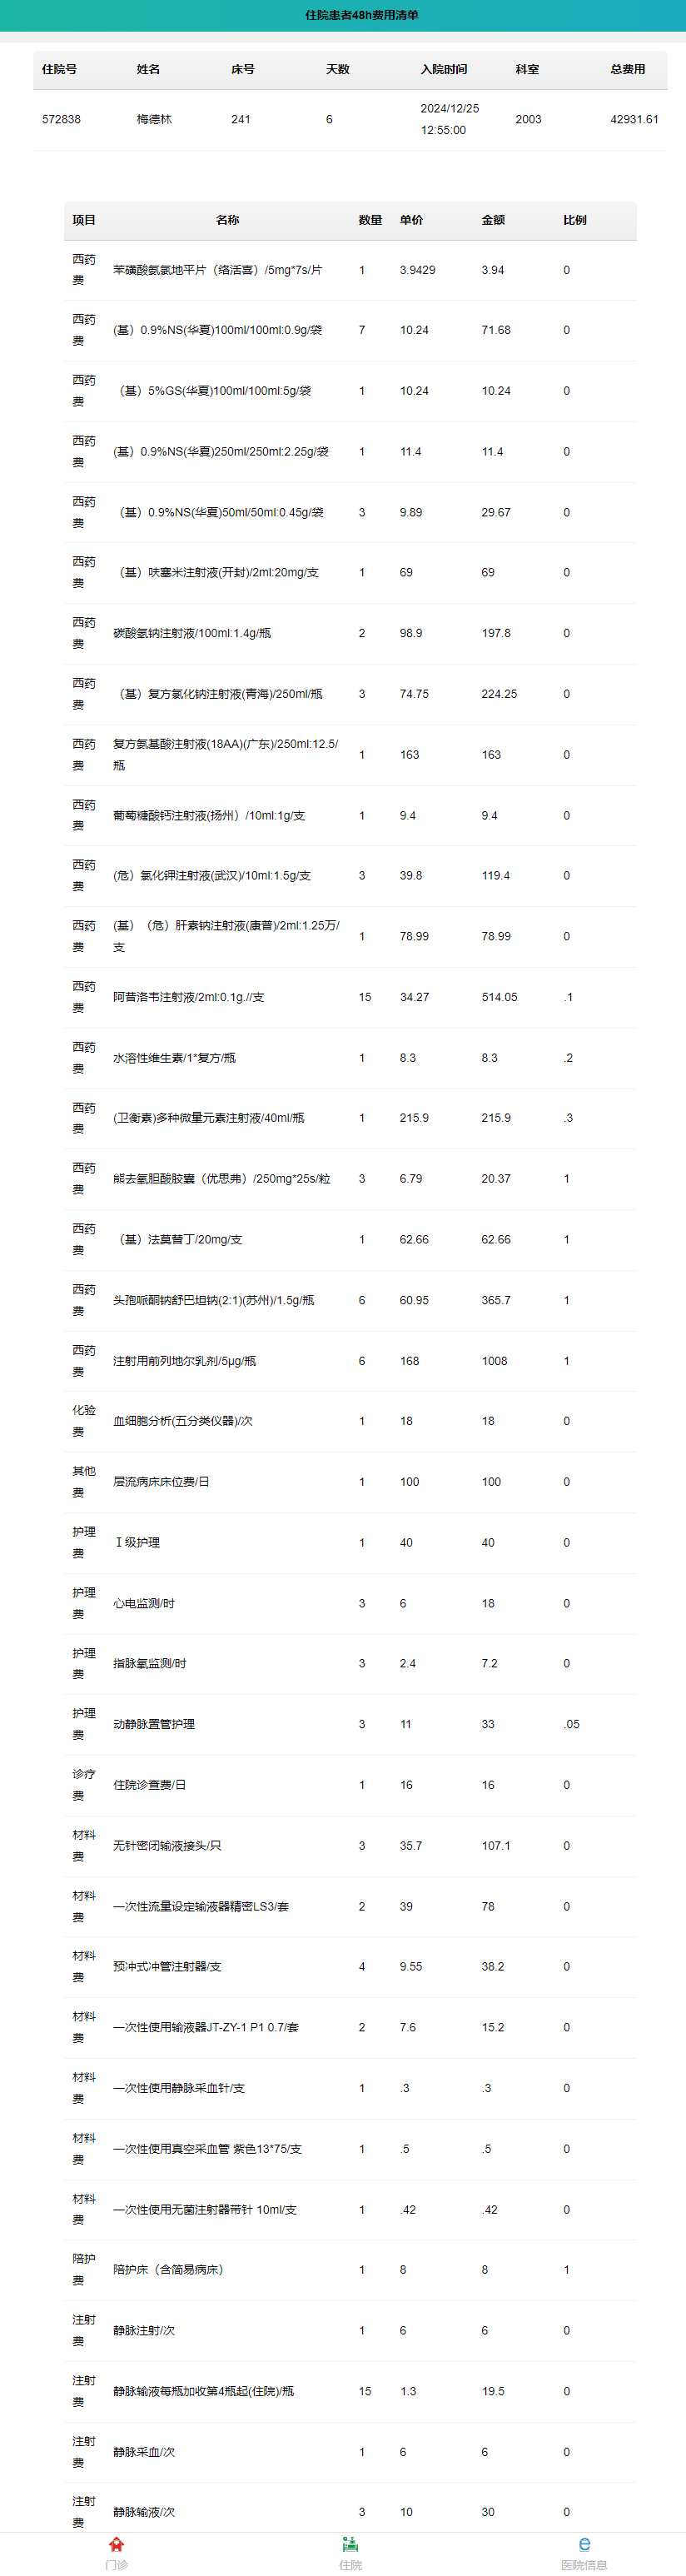 住院患者48h费用清单
住院号 姓名 床号 天数 入院时间 科室 总费用
572838 梅德林 241 6 2024/12/25 12:55:00 2003 42931.61
项目 名称 数量 单价 金额 比例
西药费 苯磺酸氨氯地平片（络活喜）/5mg*7s/片 1 3.9429 3.94 0
西药费 (基）0.9%NS(华夏)100ml/100ml:0.9g/袋 7 10.24 71.68 0
西药费 （基）5%GS(华夏)100ml/100ml:5g/袋 1 10.24 10.24 0
西药费 (基）0.9%NS(华夏)250ml/250ml:2.25g/袋 1 11.4 11.4 0
西药费 （基）0.9%NS(华夏)50ml/50ml:0.45g/袋 3 9.89 29.67 0
西药费 （基）呋塞米注射液(开封)/2ml:20mg/支 1 69 69 0
西药费 碳酸氢钠注射液/100ml:1.4g/瓶 2 98.9 197.8 0
西药费 （基）复方氯化钠注射液(青海)/250ml/瓶 3 74.75 224.25 0
西药费 复方氨基酸注射液(18AA)(广东)/250ml:12.5/瓶 1 163 163 0
西药费 葡萄糖酸钙注射液(扬州）/10ml:1g/支 1 9.4 9.4 0
西药费 (危）氯化钾注射液(武汉)/10ml:1.5g/支 3 39.8 119.4 0
西药费 (基）（危）肝素钠注射液(康普)/2ml:1.25万/支 1 78.99 78.99 0
西药费 阿昔洛韦注射液/2ml:0.1g.//支 15 34.27 514.05 .1
西药费 水溶性维生素/1*复方/瓶 1 8.3 8.3 .2
西药费 (卫衡素)多种微量元素注射液/40ml/瓶 1 215.9 215.9 .3
西药费 熊去氧胆酸胶囊（优思弗）/250mg*25s/粒 3 6.79 20.37 1
西药费 （基）法莫替丁/20mg/支 1 62.66 62.66 1
西药费 头孢哌酮钠舒巴坦钠(2:1)(苏州)/1.5g/瓶 6 60.95 365.7 1
西药费 注射用前列地尔乳剂/5μg/瓶 6 168 1008 1
化验费 血细胞分析(五分类仪器)/次 1 18 18 0
其他费 层流病床床位费/日 1 100 100 0
护理费 Ⅰ级护理 1 40 40 0
护理费 心电监测/时 3 6 18 0
护理费 指脉氧监测/时 3 2.4 7.2 0
护理费 动静脉置管护理 3 11 33 .05
诊疗费 住院诊查费/日 1 16 16 0
材料费 无针密闭输液接头/只 3 35.7 107.1 0
材料费 一次性流量设定输液器精密LS3/套 2 39 78 0
材料费 预冲式冲管注射器/支 4 9.55 38.2 0
材料费 一次性使用输液器JT-ZY-1 P1 0.7/套 2 7.6 15.2 0
材料费 一次性使用静脉采血针/支 1 .3 .3 0
材料费 一次性使用真空采血管 紫色13*75/支 1 .5 .5 0
材料费 一次性使用无菌注射器带针 10ml/支 1 .42 .42 0
陪护费 陪护床（含简易病床） 1 8 8 1
注射费 静脉注射/次 1 6 6 0
注射费 静脉输液每瓶加收第4瓶起(住院)/瓶 15 1.3 19.5 0
注射费 静脉采血/次 1 6 6 0
注射费 静脉输液/次 3 10 30 0
门诊 住院 医院信息